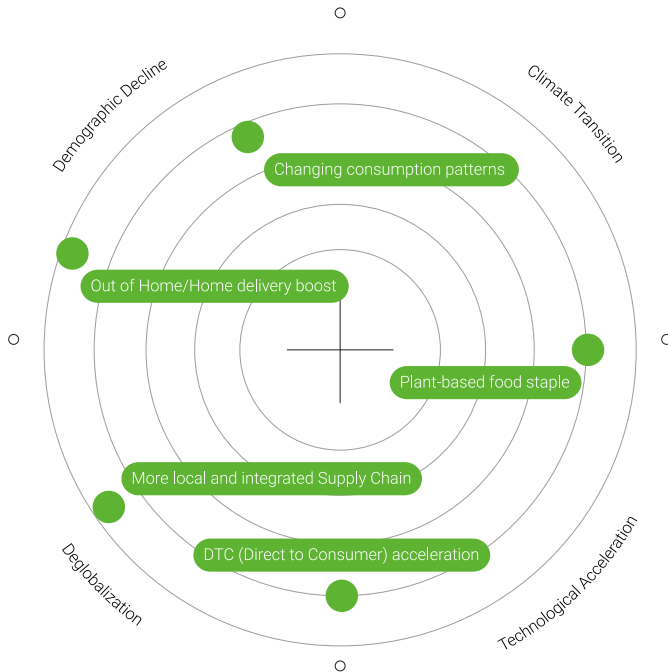 Demographic Decline
Climate Transition
Changing consumption patterns
Out of Home/Home delivery boost
Plant-based food staple
More local and integrated Supply Chain
DTC (Direct to Consumer) acceleration
Deglobalization
Technological Acceleration